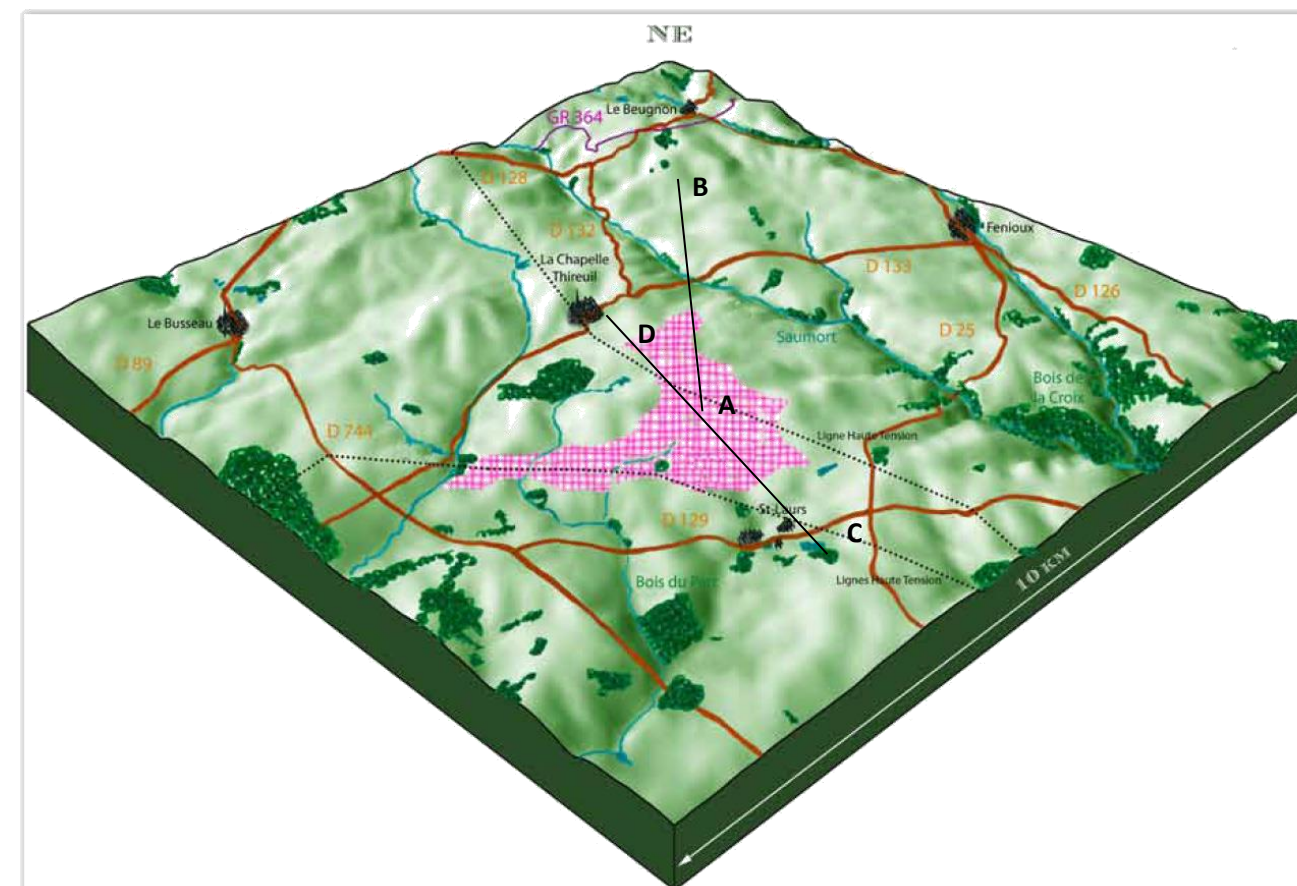 NE
Le Beugnon
GR 364
D 128
B
D 132
Fenioux
La Chapelle
Thireuil
D 133
D 126
Le Busseau
D
Saumort
D 25
D 89
Bois de
la Croix
A
D 744
Ligne Haute Tension
St-Laurs
D 129
C
Bois du Parc
Lignes Haute Tension
10 KM